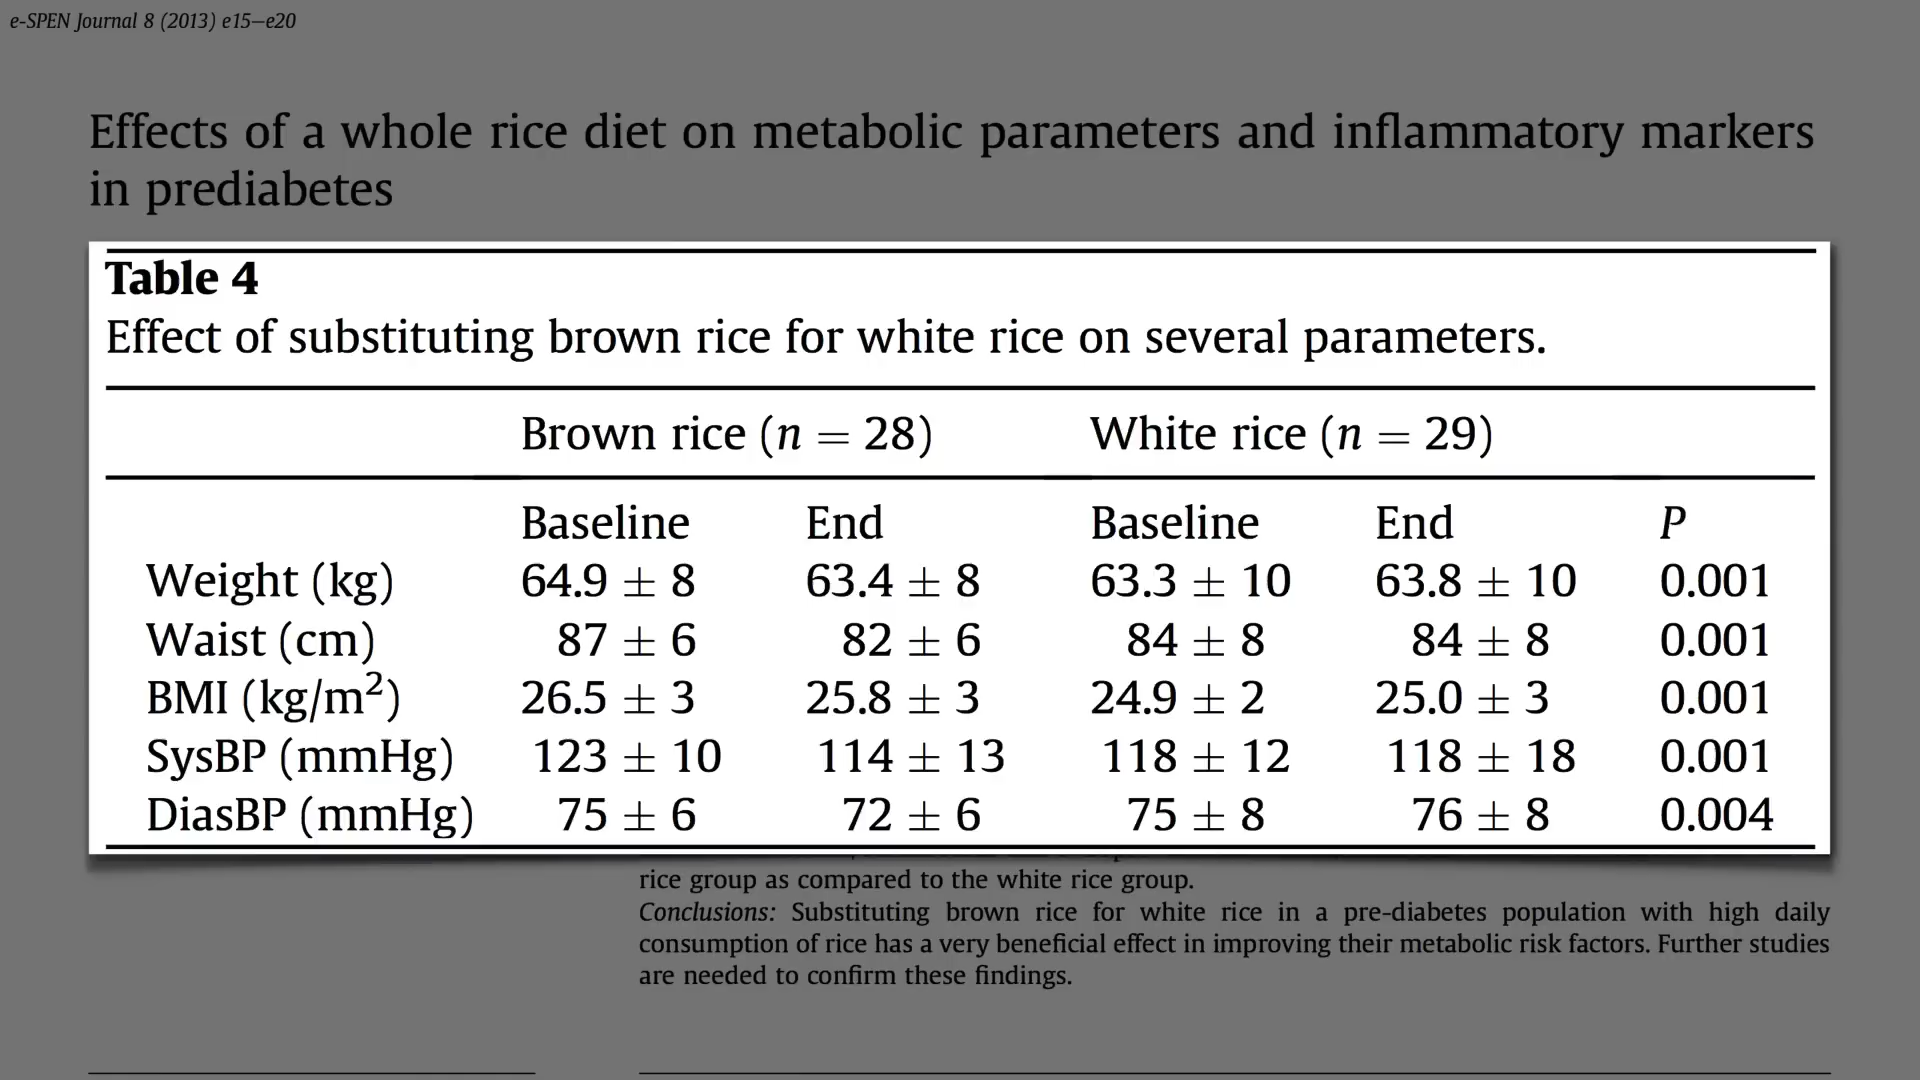 e-SPEN Journal 8 (2013) e15–e20
Effects of a whole rice diet on metabolic parameters and inflammatory markers
in prediabetes
Table 4
Effect of substituting brown rice for white rice on several parameters.
Brown rice (n = 28) White rice (n = 29)
Baseline End Baseline End P
Weight (kg) 64.9 ± 8 63.4 ± 8 63.3 ± 10 63.8 ± 10 0.001
Waist (cm) 87 ± 6 82 ± 6 84 ± 8 84 ± 8 0.001
BMI (kg/m²) 26.5 ± 3 25.8 ± 3 24.9 ± 2 25.0 ± 3 0.001
SysBP (mmHg) 123 ± 10 114 ± 13 118 ± 12 118 ± 18 0.001
DiasBP (mmHg) 75 ± 6 72 ± 6 75 ± 8 76 ± 8 0.004
rice group as compared to the white rice group.
Conclusions: Substituting brown rice for white rice in a pre-diabetes population with high daily
consumption of rice has a very beneficial effect in improving their metabolic risk factors. Further studies
are needed to confirm these findings.